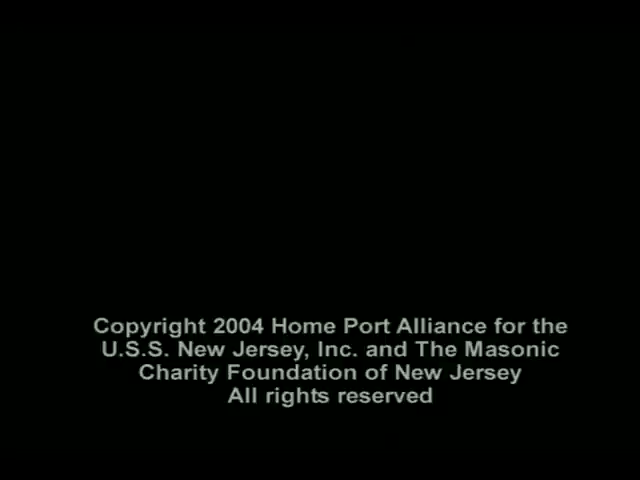 Copyright 2004 Home Port Alliance for the
U.S.S. New Jersey, Inc. and The Masonic
Charity Foundation of New Jersey
All rights reserved